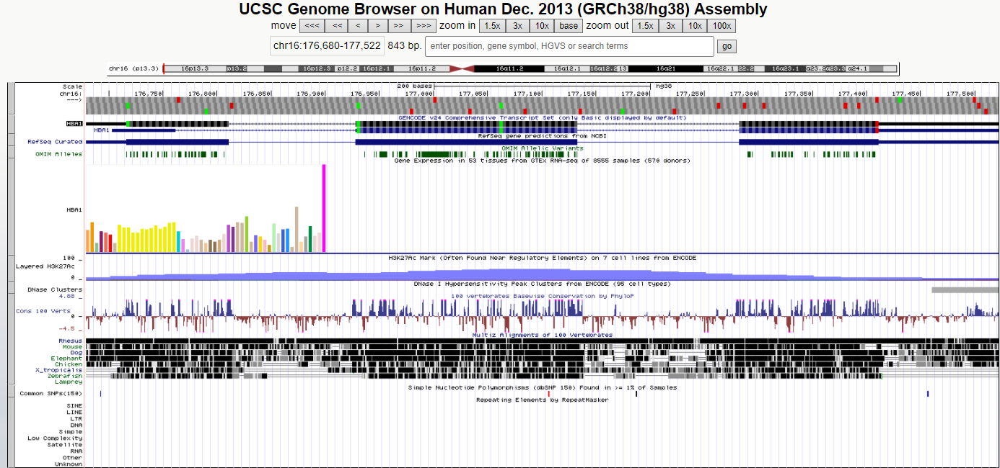 UCSC Genome Browser on Human Dec. 2013 (GRCh38/hg38) Assembly
move <<< << < > >> >>> zoom in 1.5x 3x 10x base zoom out 1.5x 3x 10x 100x
chr16:176,680-177,522 843 bp. enter position, gene symbol, HGVS or search terms go
chr16 (p13.3) 16p13.3 p13.2 16p12.3 p12.2 16p12.1 16p11.2 16q11.2 16q12.1 16q12.2 13 16q21 16q22.1 22.2 16q23.1 q23.2 q23.3 q24.1
Scale 200 bases hg38
chr16: 176,750 176,800 176,850 176,900 176,950 177,000 177,050 177,100 177,150 177,200 177,250 177,300 177,350 177,400 177,450 177,500
--->
GENCODE v24 Comprehensive Transcript Set (only Basic displayed by default)
HBA1
HBA1
RefSeq gene predictions from NCBI
RefSeq Curated
OMIM Allelic Variants
OMIM Alleles
Gene Expression in 53 tissues from GTEx RNA-seq of 8555 samples (570 donors)
HBA1
H3K27Ac Mark (Often Found Near Regulatory Elements) on 7 cell lines from ENCODE
100 _
Layered H3K27Ac
0 _
DNase I Hypersensitivity Peak Clusters from ENCODE (95 cell types)
DNase Clusters
100 vertebrates Basewise Conservation by PhyloP
4.88 _
Cons 100 Verts
0 -
-4.5 _
Multiz Alignments of 100 Vertebrates
Rhesus
Mouse
Dog
Elephant
Chicken
X_tropicalis
Zebrafish
Lamprey
Simple Nucleotide Polymorphisms (dbSNP 150) Found in >= 1% of Samples
Common SNPs(150)
Repeating Elements by RepeatMasker
SINE
LINE
LTR
DNA
Simple
Low Complexity
Satellite
RNA
Other
Unknown